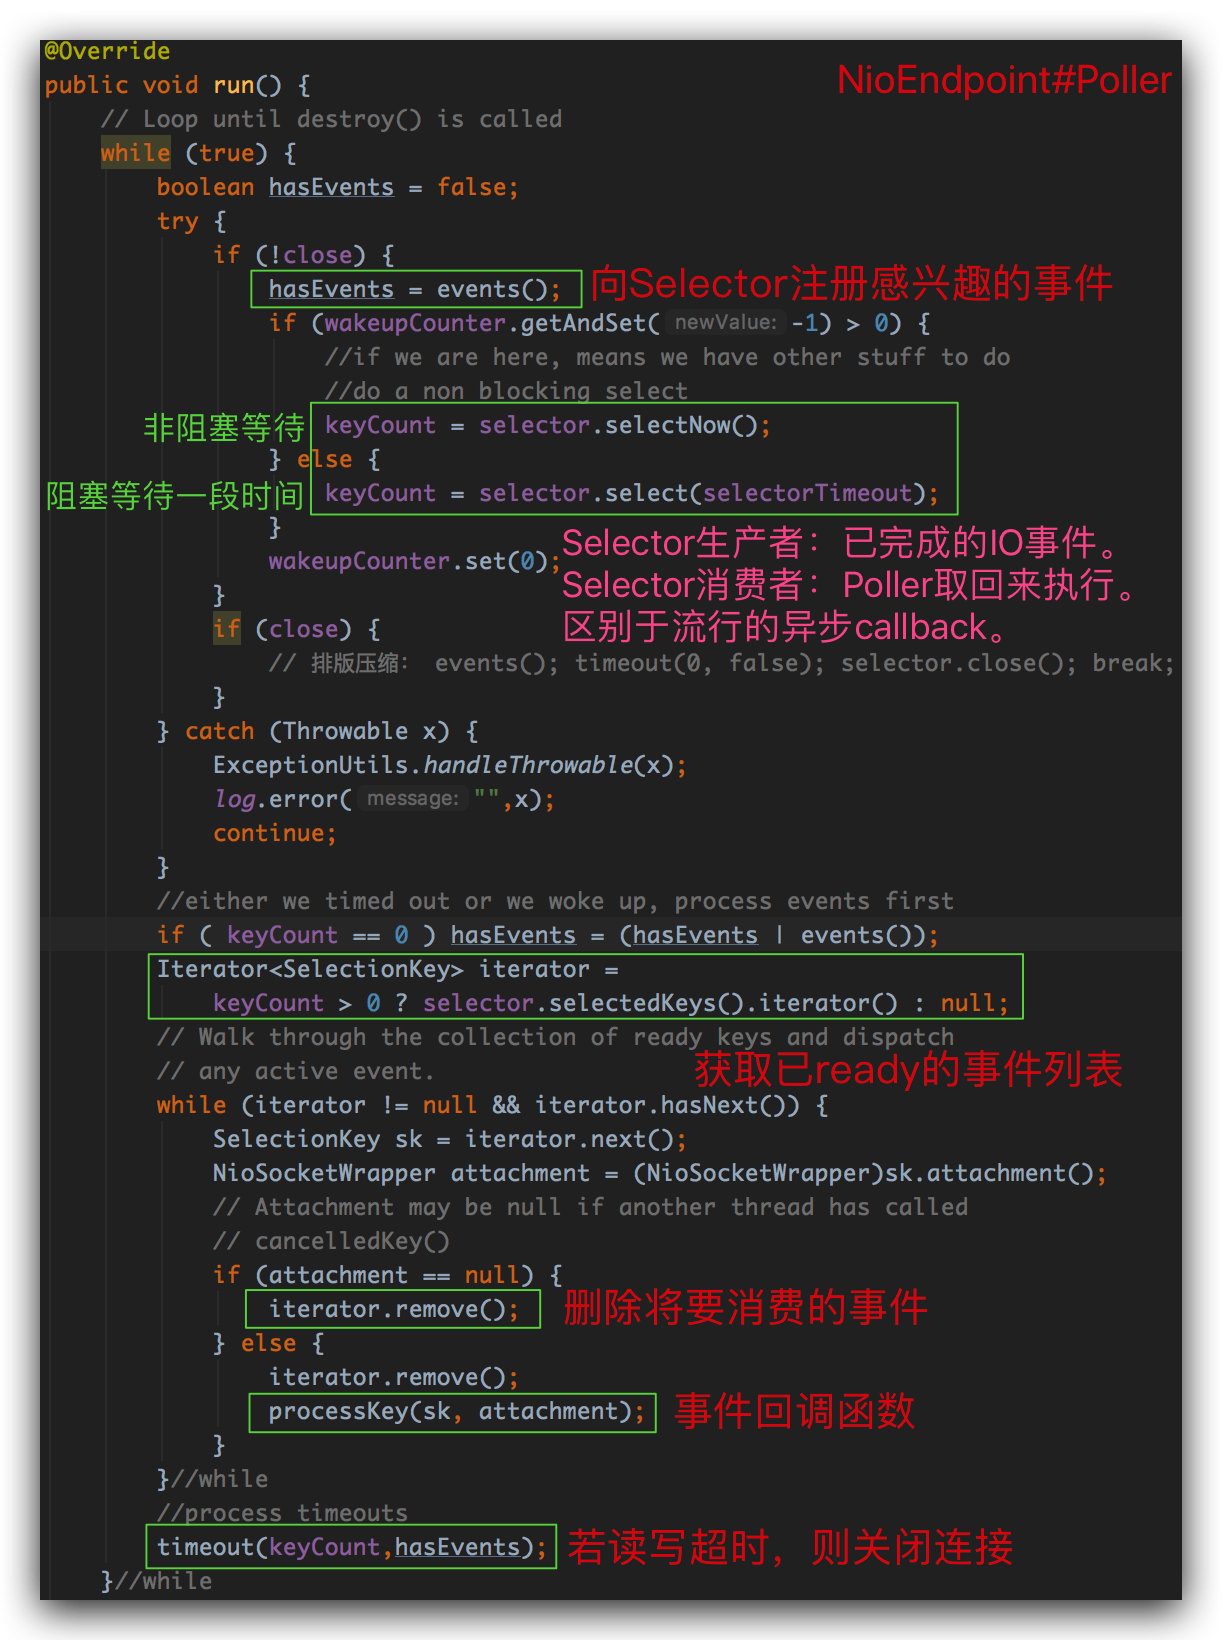 @Override
public void run() { NioEndpoint#Poller
// Loop until destroy() is called
while (true) {
boolean hasEvents = false;
try {
if (!close) {
hasEvents = events(); 向Selector注册感兴趣的事件
if (wakeupCounter.getAndSet( newValue: -1) > 0) {
//if we are here, means we have other stuff to do
//do a non blocking select
非阻塞等待 keyCount = selector.selectNow();
} else {
阻塞等待一段时间 keyCount = selector.select(selectorTimeout);
}
Selector生产者：已完成的IO事件。
wakeupCounter.set(0);
Selector消费者：Poller取回来执行。
}
区别于流行的异步callback。
if (close) {
// 排版压缩： events(); timeout(0, false); selector.close(); break;
}
} catch (Throwable x) {
ExceptionUtils.handleThrowable(x);
log.error( message: "",x);
continue;
}
//either we timed out or we woke up, process events first
if ( keyCount == 0 ) hasEvents = (hasEvents | events());
Iterator<SelectionKey> iterator =
keyCount > 0 ? selector.selectedKeys().iterator() : null;
// Walk through the collection of ready keys and dispatch
// any active event. 获取已ready的事件列表
while (iterator != null && iterator.hasNext()) {
SelectionKey sk = iterator.next();
NioSocketWrapper attachment = (NioSocketWrapper)sk.attachment();
// Attachment may be null if another thread has called
// cancelledKey()
if (attachment == null) {
iterator.remove(); 删除将要消费的事件
} else {
iterator.remove();
processKey(sk, attachment); 事件回调函数
}
}//while
//process timeouts
timeout(keyCount,hasEvents); 若读写超时，则关闭连接
}//while